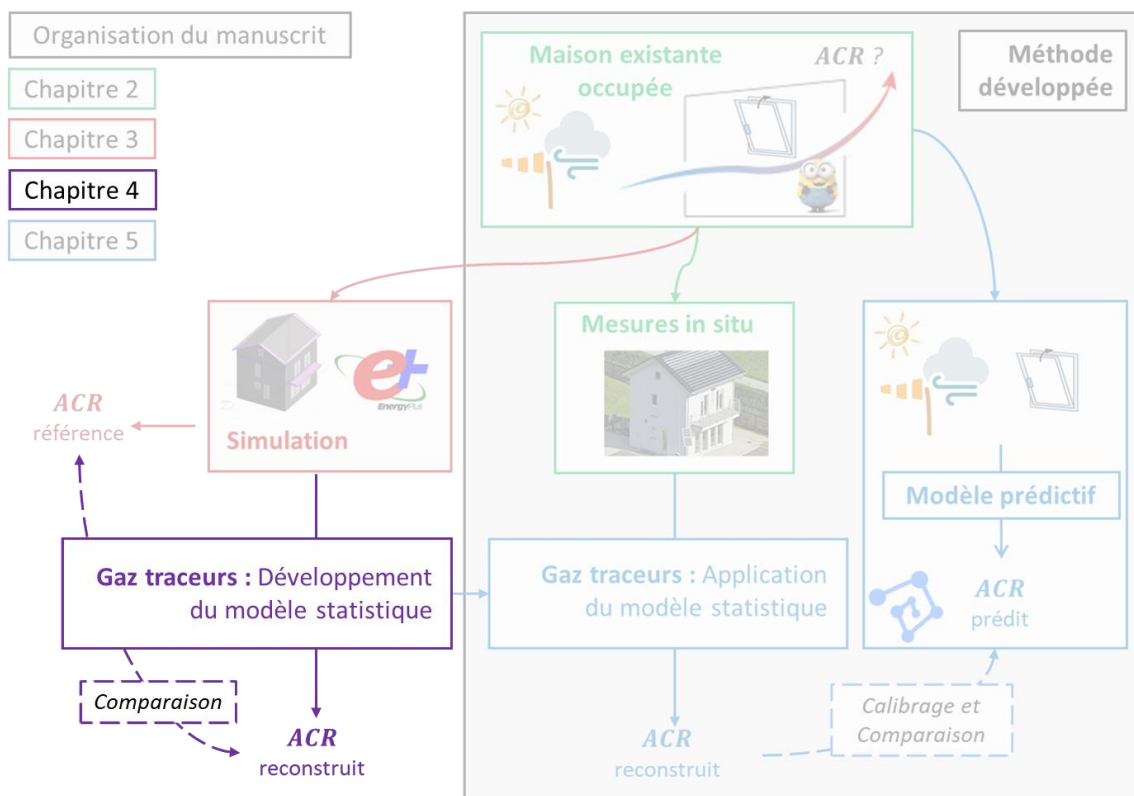 Organisation du manuscrit
Chapitre 2
Chapitre 3
Chapitre 4
Chapitre 5
Maison existante
occupée
ACR ?
Méthode
développée
Simulation
e+
EnergyPlus
ACR
référence
Mesures in situ
Modèle prédictif
ACR
prédit
Gaz traceurs : Développement
du modèle statistique
Gaz traceurs : Application
du modèle statistique
Comparaison
ACR
reconstruit
ACR
reconstruit
Calibrage et
Comparaison